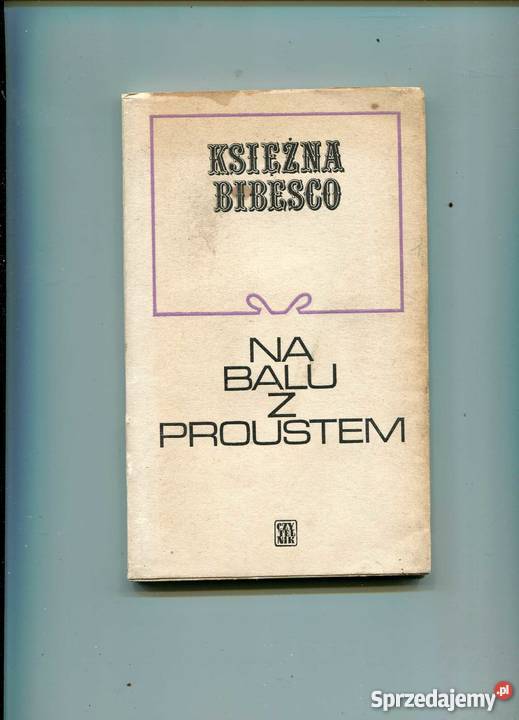 KSIĘŻNA
BIBESCO
NA
BALU
Z
PROUSTEM
CZY
TEL
NIK
Sprzedajemy.pl